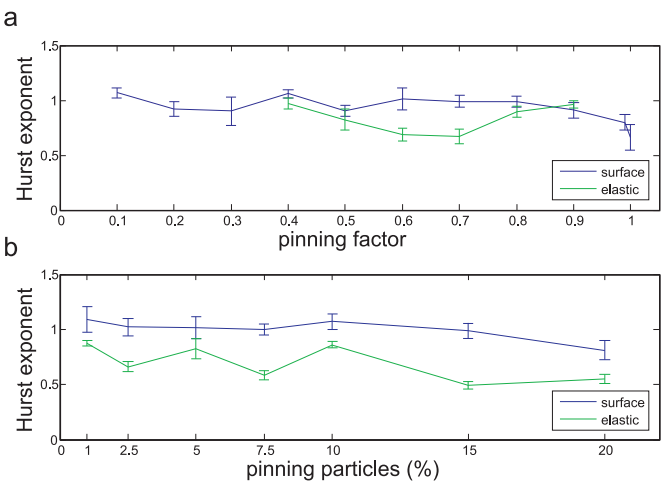 a
Hurst exponent
1.5
1
0.5
0
0 0.1 0.2 0.3 0.4 0.5 0.6 0.7 0.8 0.9 1
pinning factor
surface
elastic
b
Hurst exponent
1.5
1
0.5
0
0 1 2.5 5 7.5 10 15 20
pinning particles (%)
surface
elastic